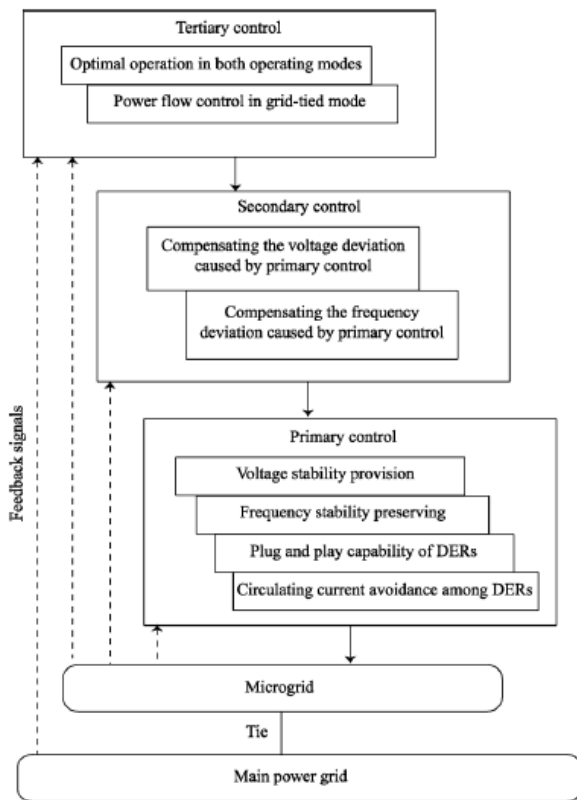 Tertiary control
Optimal operation in both operating modes
Power flow control in grid-tied mode
Secondary control
Compensating the voltage deviation
caused by primary control
Compensating the frequency
deviation caused by primary control
Primary control
Voltage stability provision
Frequency stability preserving
Plug and play capability of DERs
Circulating current avoidance among DERs
Feedback signals
Microgrid
Tie
Main power grid